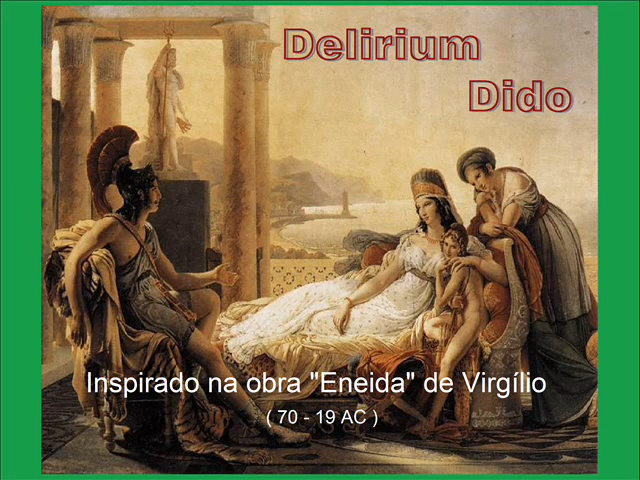 Delirium
Dido
Inspirado na obra "Eneida" de Virgílio
( 70 - 19 AC )